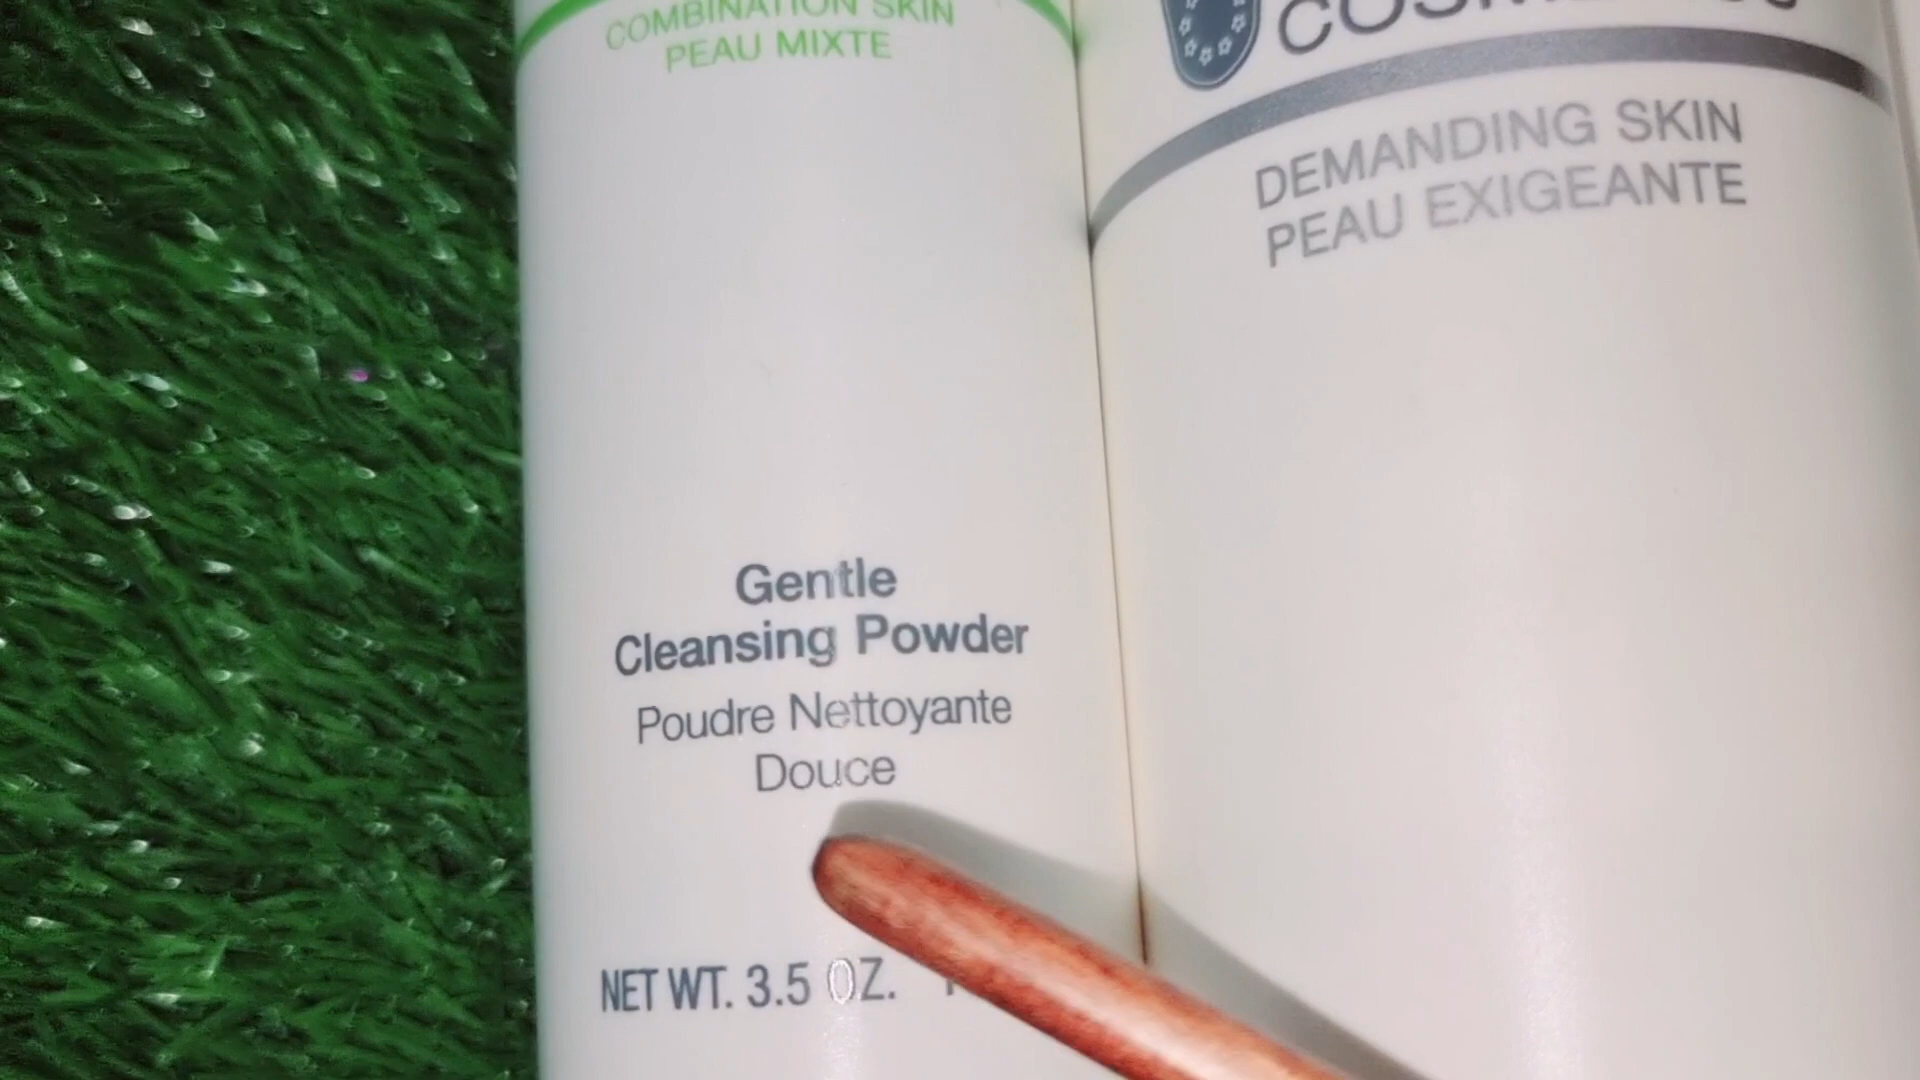 COMBINATION SKIN
PEAU MIXTE
Gentle
Cleansing Powder
Poudre Nettoyante
Douce
NET WT. 3.5 OZ.
DEMANDING SKIN
PEAU EXIGEANTE